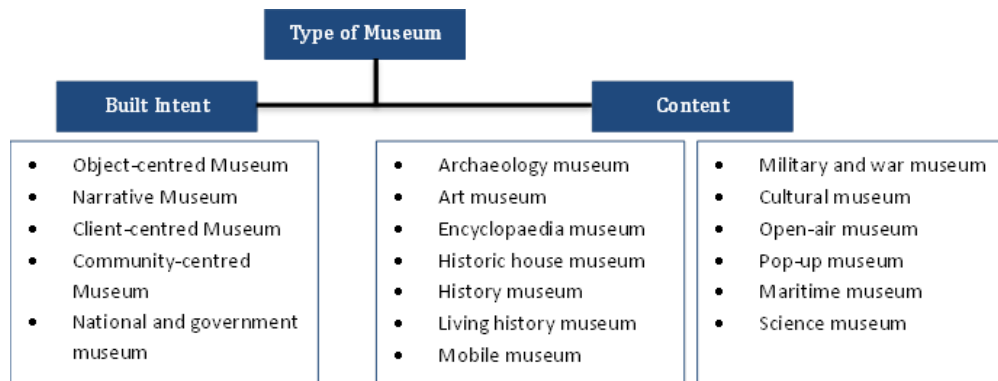 Type of Museum
Built Intent
Content
• Object-centred Museum
• Narrative Museum
• Client-centred Museum
• Community-centred
Museum
• National and government
museum
• Archaeology museum
• Art museum
• Encyclopaedia museum
• Historic house museum
• History museum
• Living history museum
• Mobile museum
• Military and war museum
• Cultural museum
• Open-air museum
• Pop-up museum
• Maritime museum
• Science museum